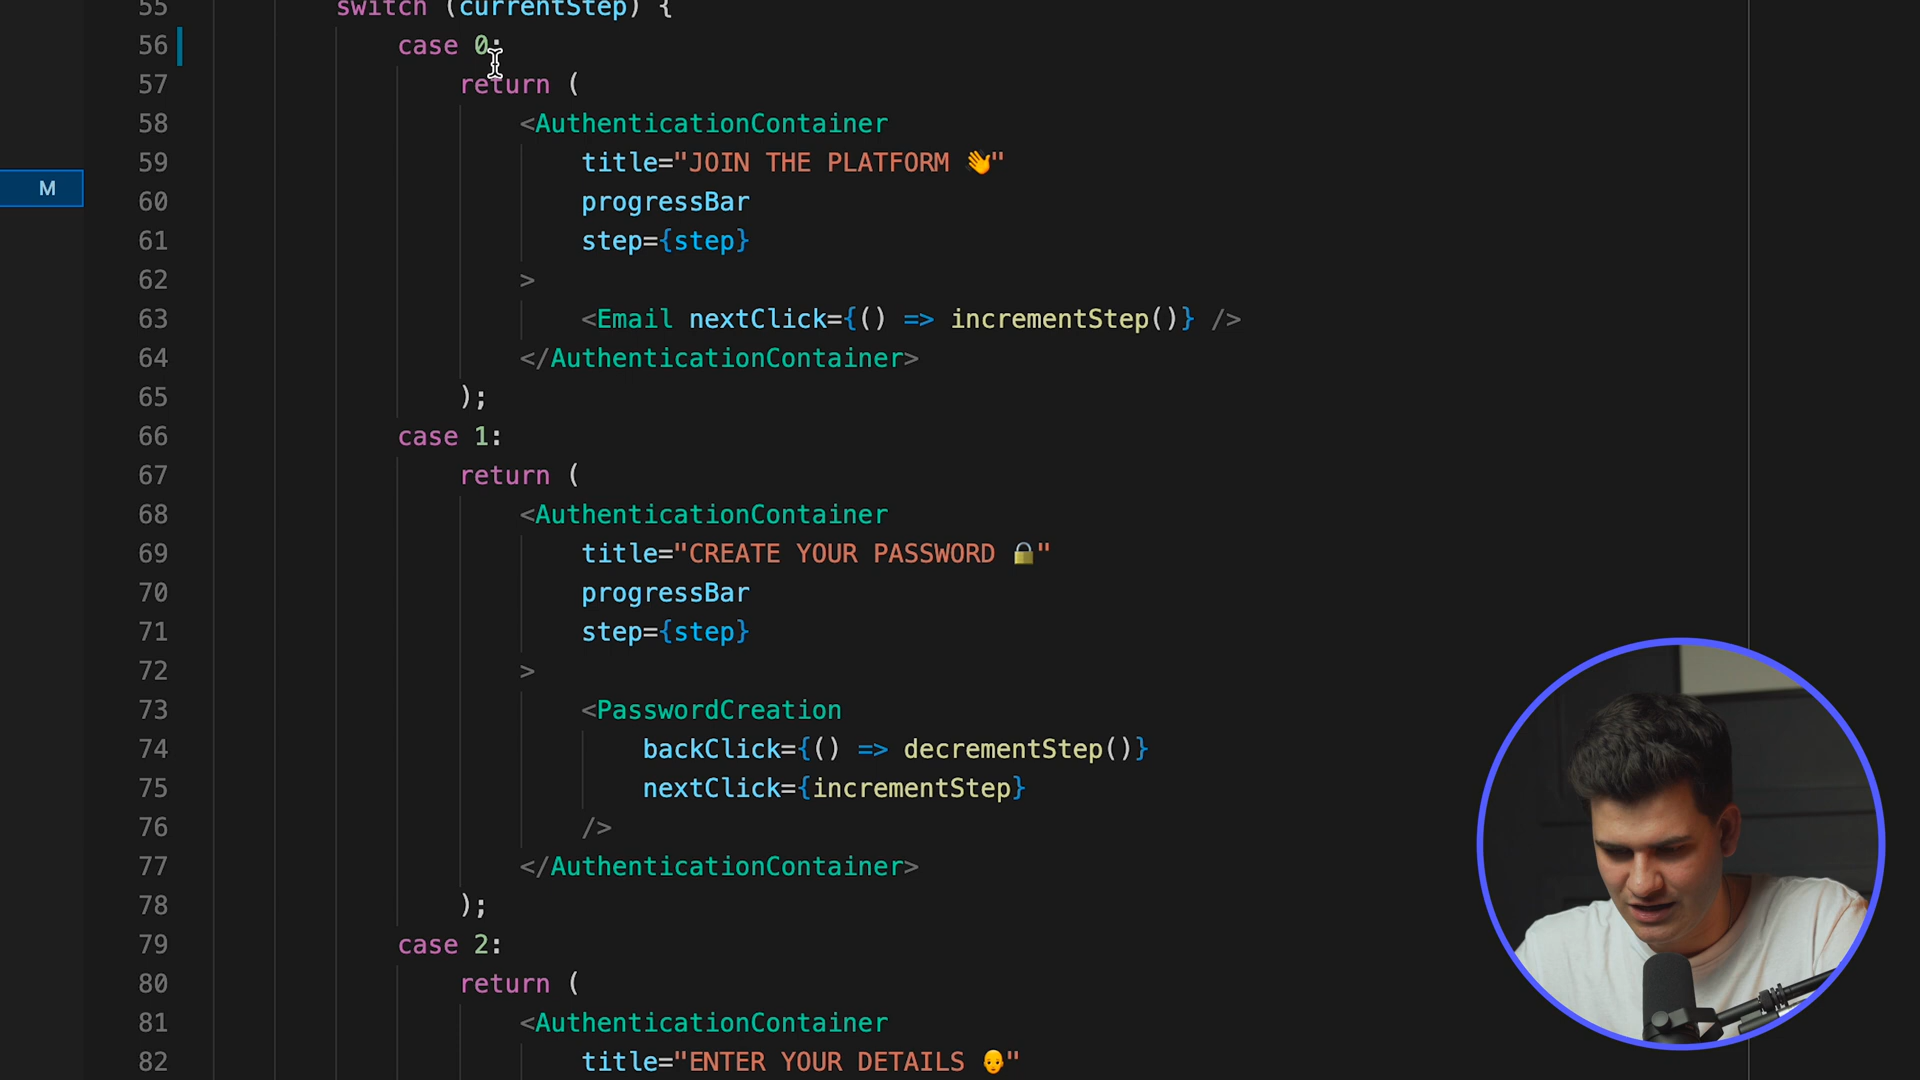 55 switch (currentStep) {
56 case 0:
57 return (
58 <AuthenticationContainer
59 title="JOIN THE PLATFORM 👋"
60 progressBar
61 step={step}
62 >
63 <Email nextClick={() => incrementStep()} />
64 </AuthenticationContainer>
65 );
66 case 1:
67 return (
68 <AuthenticationContainer
69 title="CREATE YOUR PASSWORD 🔒"
70 progressBar
71 step={step}
72 >
73 <PasswordCreation
74 backClick={() => decrementStep()}
75 nextClick={incrementStep}
76 />
77 </AuthenticationContainer>
78 );
79 case 2:
80 return (
81 <AuthenticationContainer
82 title="ENTER YOUR DETAILS 👨‍🦲"
M